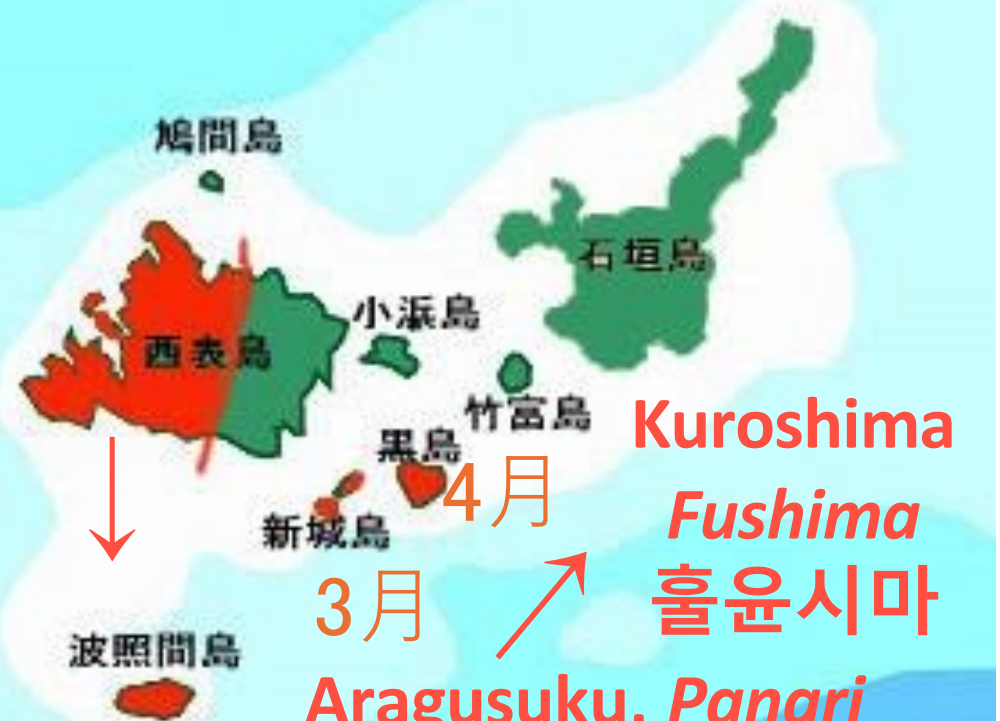 鳩間島
石垣島
小浜島
西表島
竹富島
黒島
Kuroshima
4月
Fushima
新城島
훌윤시마
3月
波照間島
Aragusuku, Panari